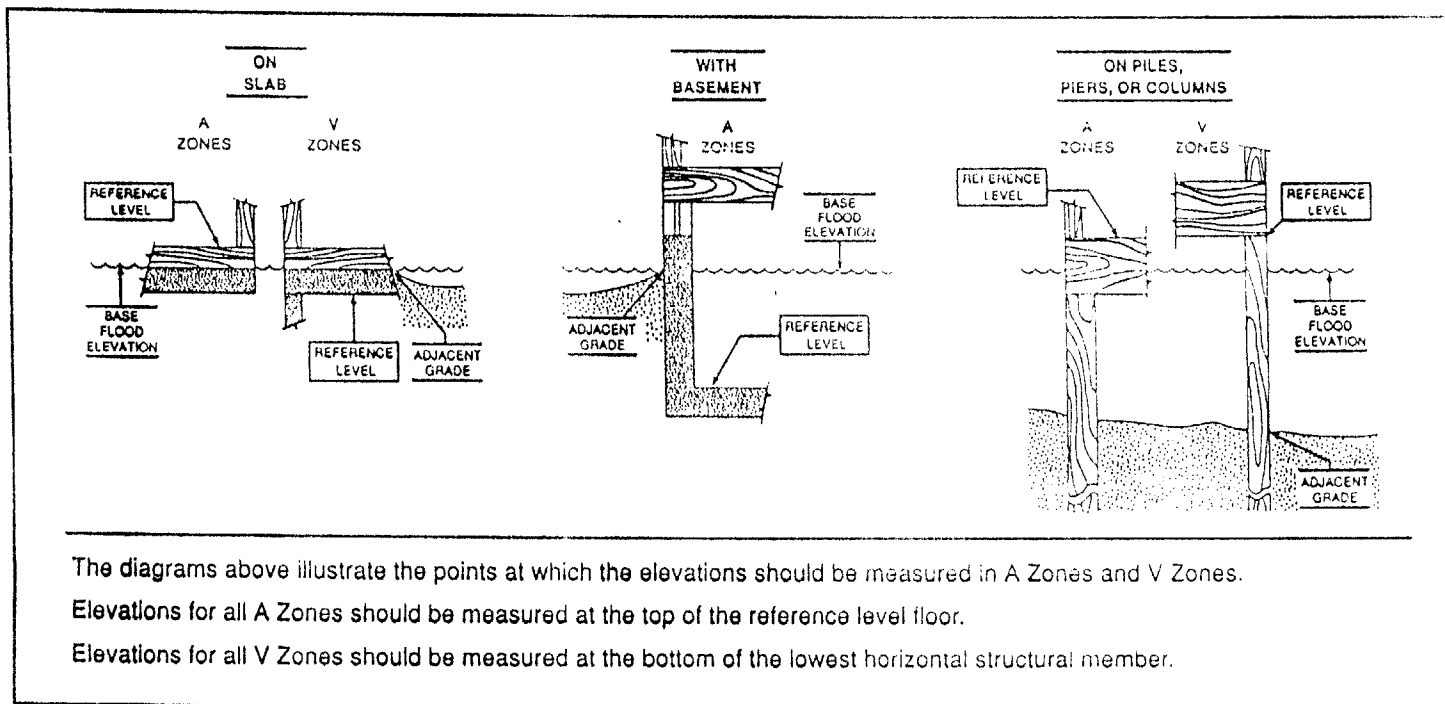 ON
SLAB
A
ZONES
V
ZONES
REFERENCE
LEVEL
BASE
FLOOD
ELEVATION
REFERENCE
LEVEL
ADJACENT
GRADE
WITH
BASEMENT
A
ZONES
BASE
FLOOD
ELEVATION
ADJACENT
GRADE
REFERENCE
LEVEL
ON PILES,
PIERS, OR COLUMNS
A
ZONES
V
ZONES
REFERENCE
LEVEL
REFERENCE
LEVEL
BASE
FLOOD
ELEVATION
ADJACENT
GRADE
The diagrams above illustrate the points at which the elevations should be measured in A Zones and V Zones.
Elevations for all A Zones should be measured at the top of the reference level floor.
Elevations for all V Zones should be measured at the bottom of the lowest horizontal structural member.